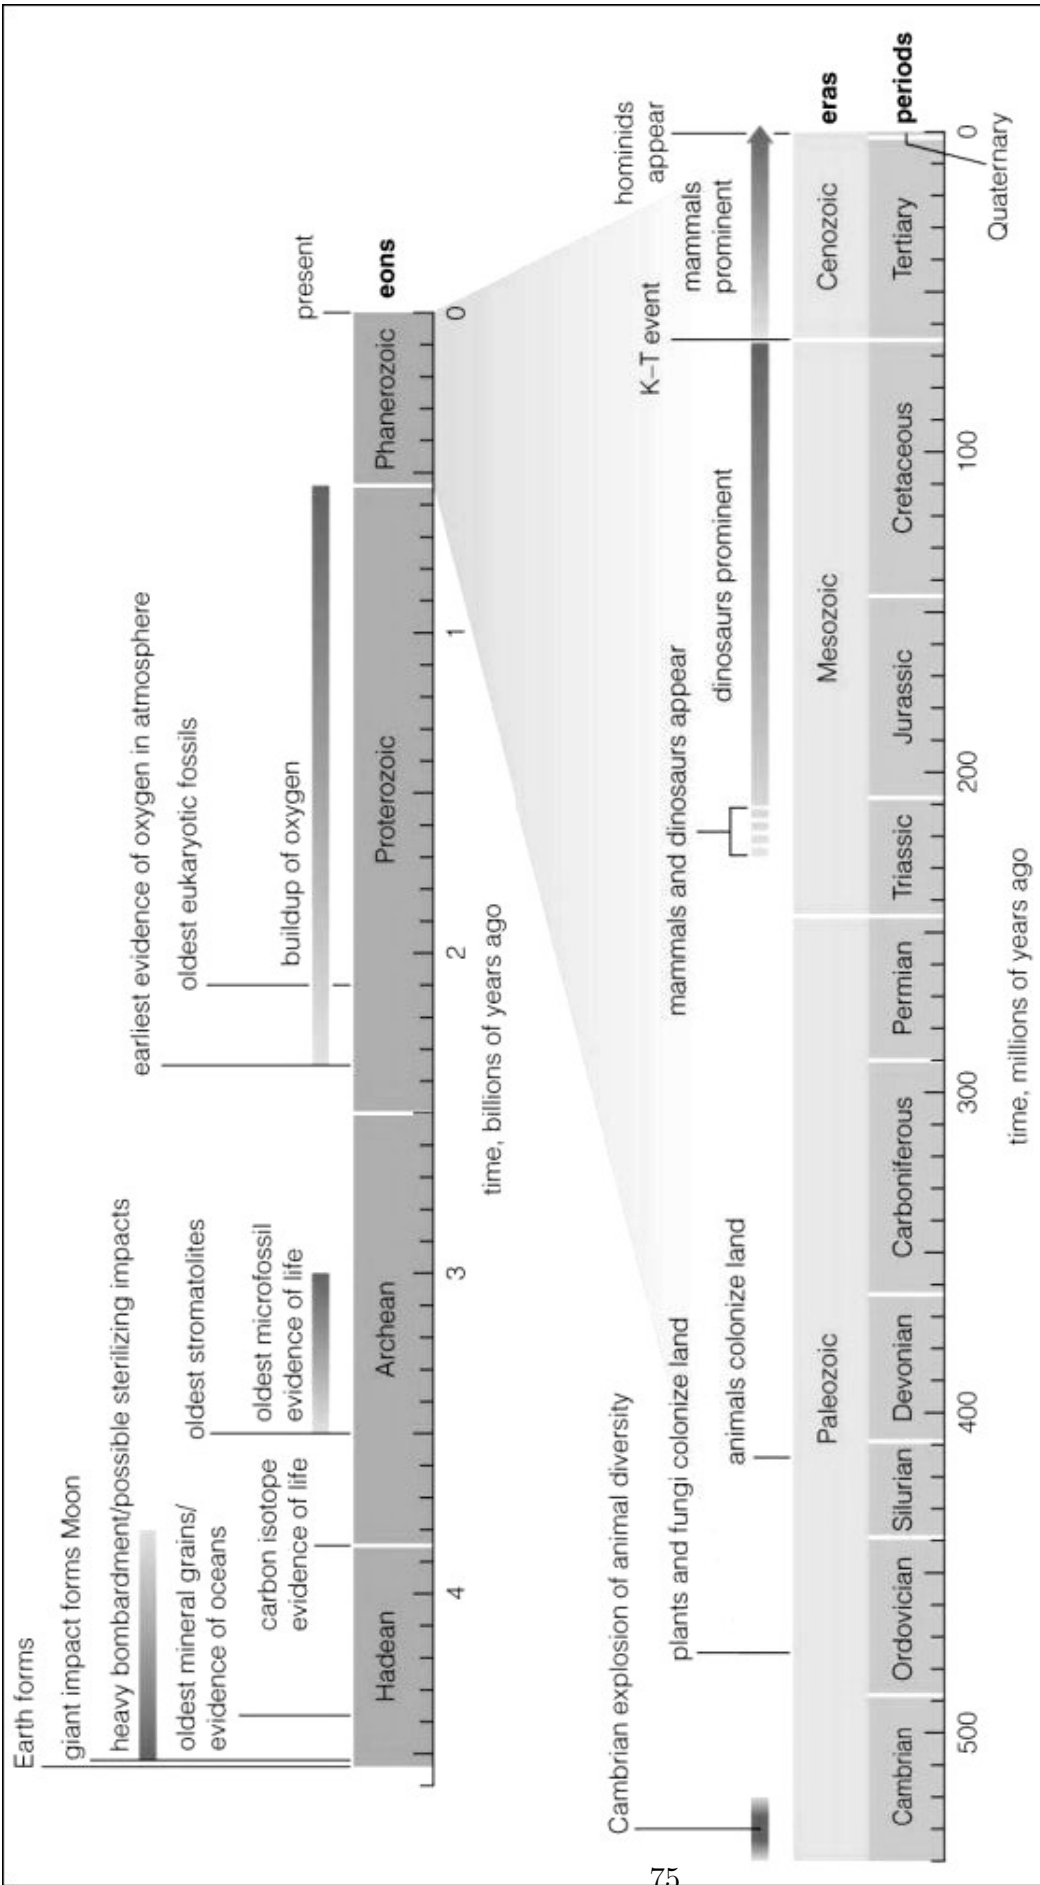 Earth forms
giant impact forms Moon
heavy bombardment/possible sterilizing impacts
oldest mineral grains/
evidence of oceans
carbon isotope
evidence of life
oldest stromatolites
oldest microfossil
evidence of life
earliest evidence of oxygen in atmosphere
oldest eukaryotic fossils
buildup of oxygen
present
Hadean
Archean
Proterozoic
Phanerozoic
eons
4
3
2
1
0
time, billions of years ago
Cambrian explosion of animal diversity
plants and fungi colonize land
animals colonize land
mammals and dinosaurs appear
dinosaurs prominent
K–T event
mammals
prominent
hominids
appear
Paleozoic
Mesozoic
Cenozoic
eras
Cambrian
Ordovician
Silurian
Devonian
Carboniferous
Permian
Triassic
Jurassic
Cretaceous
Tertiary
periods
500
400
300
200
100
0
Quaternary
time, millions of years ago
75